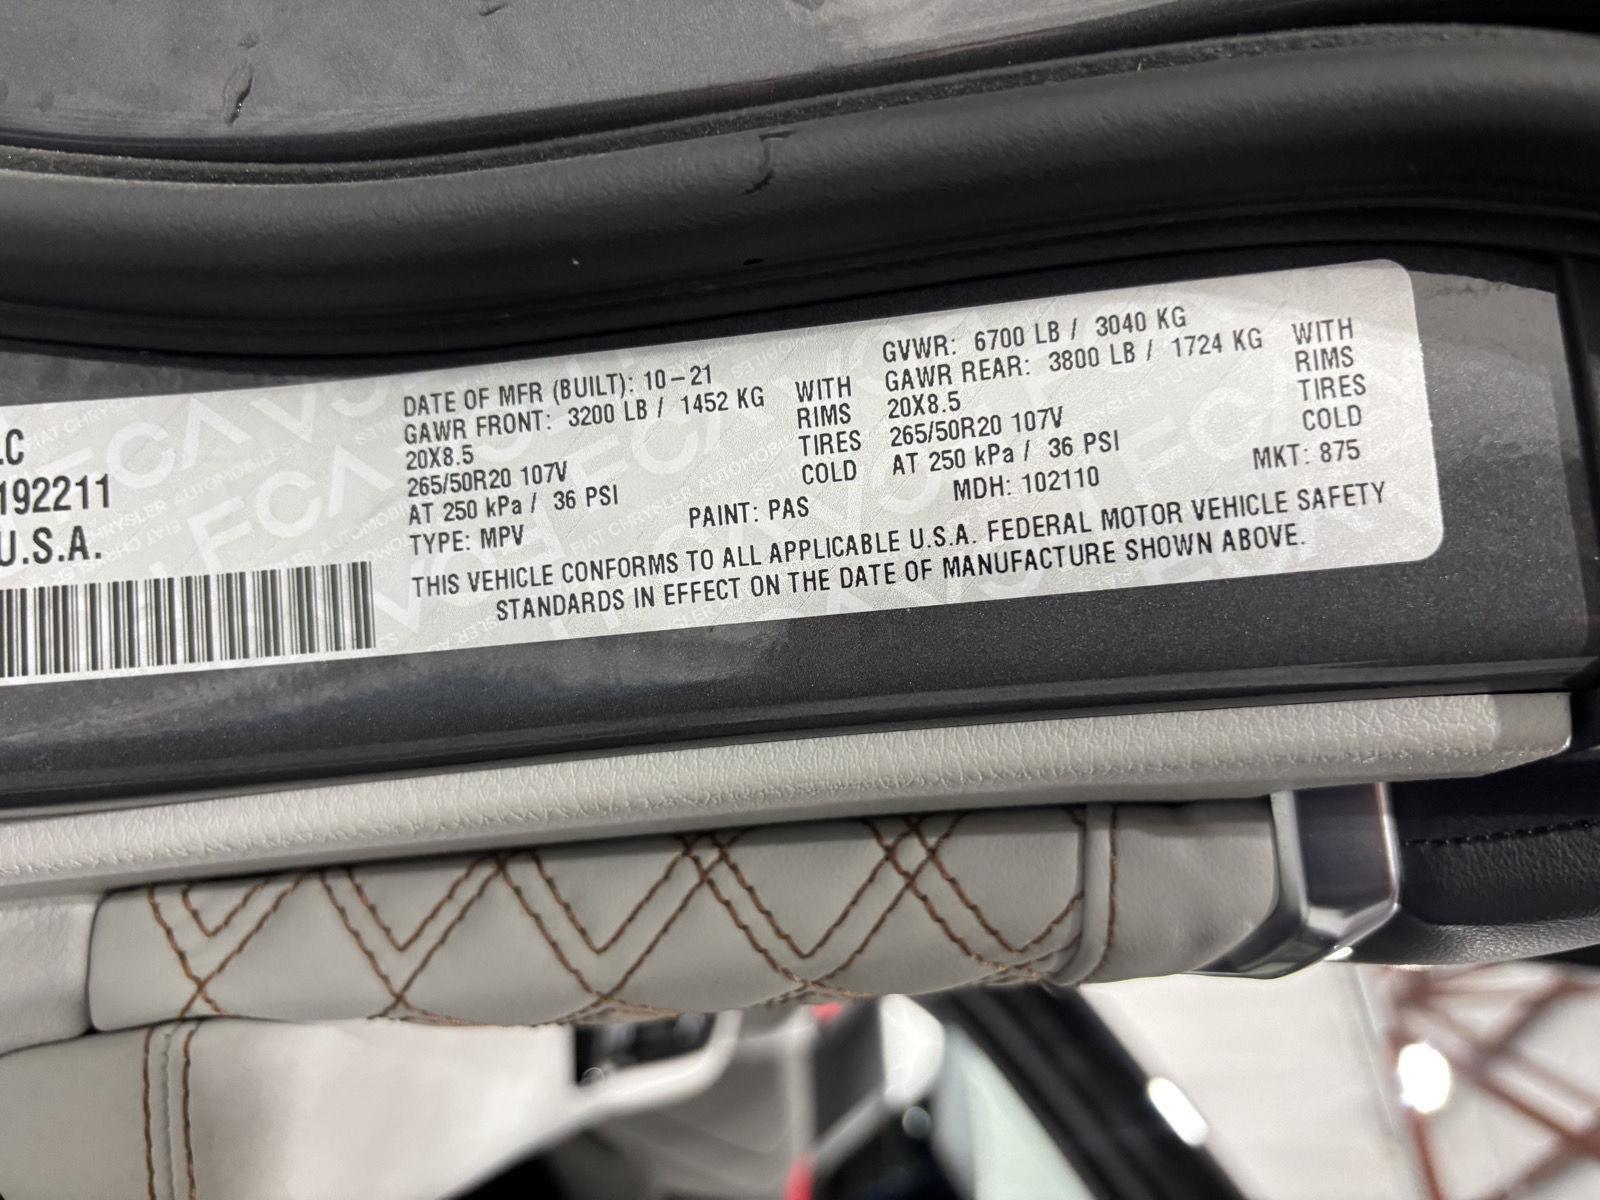 LC
192211
U.S.A.
DATE OF MFR (BUILT): 10-21
GAWR FRONT: 3200 LB / 1452 KG WITH
20X8.5 RIMS
265/50R20 107V TIRES
AT 250 kPa / 36 PSI COLD
TYPE: MPV PAINT: PAS
GVWR: 6700 LB / 3040 KG
GAWR REAR: 3800 LB / 1724 KG WITH
20X8.5 RIMS
265/50R20 107V TIRES
AT 250 kPa / 36 PSI COLD
MDH: 102110 MKT: 875
THIS VEHICLE CONFORMS TO ALL APPLICABLE U.S.A. FEDERAL MOTOR VEHICLE SAFETY
STANDARDS IN EFFECT ON THE DATE OF MANUFACTURE SHOWN ABOVE.